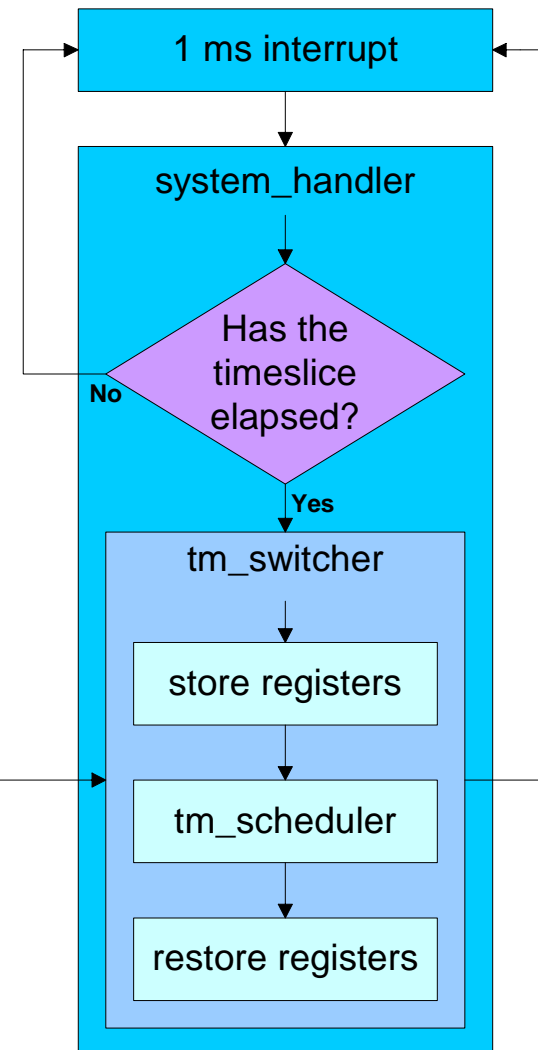 1 ms interrupt
system_handler
Has the
timeslice
elapsed?
No
Yes
tm_switcher
store registers
tm_scheduler
restore registers